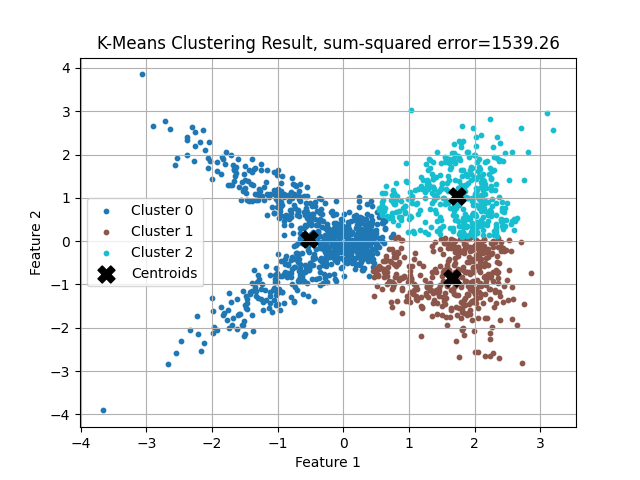 K-Means Clustering Result, sum-squared error=1539.26
4
3
2
1
0
−1
−2
−3
−4
Feature 2
Cluster 0
Cluster 1
Cluster 2
Centroids
−4 −3 −2 −1 0 1 2 3
Feature 1